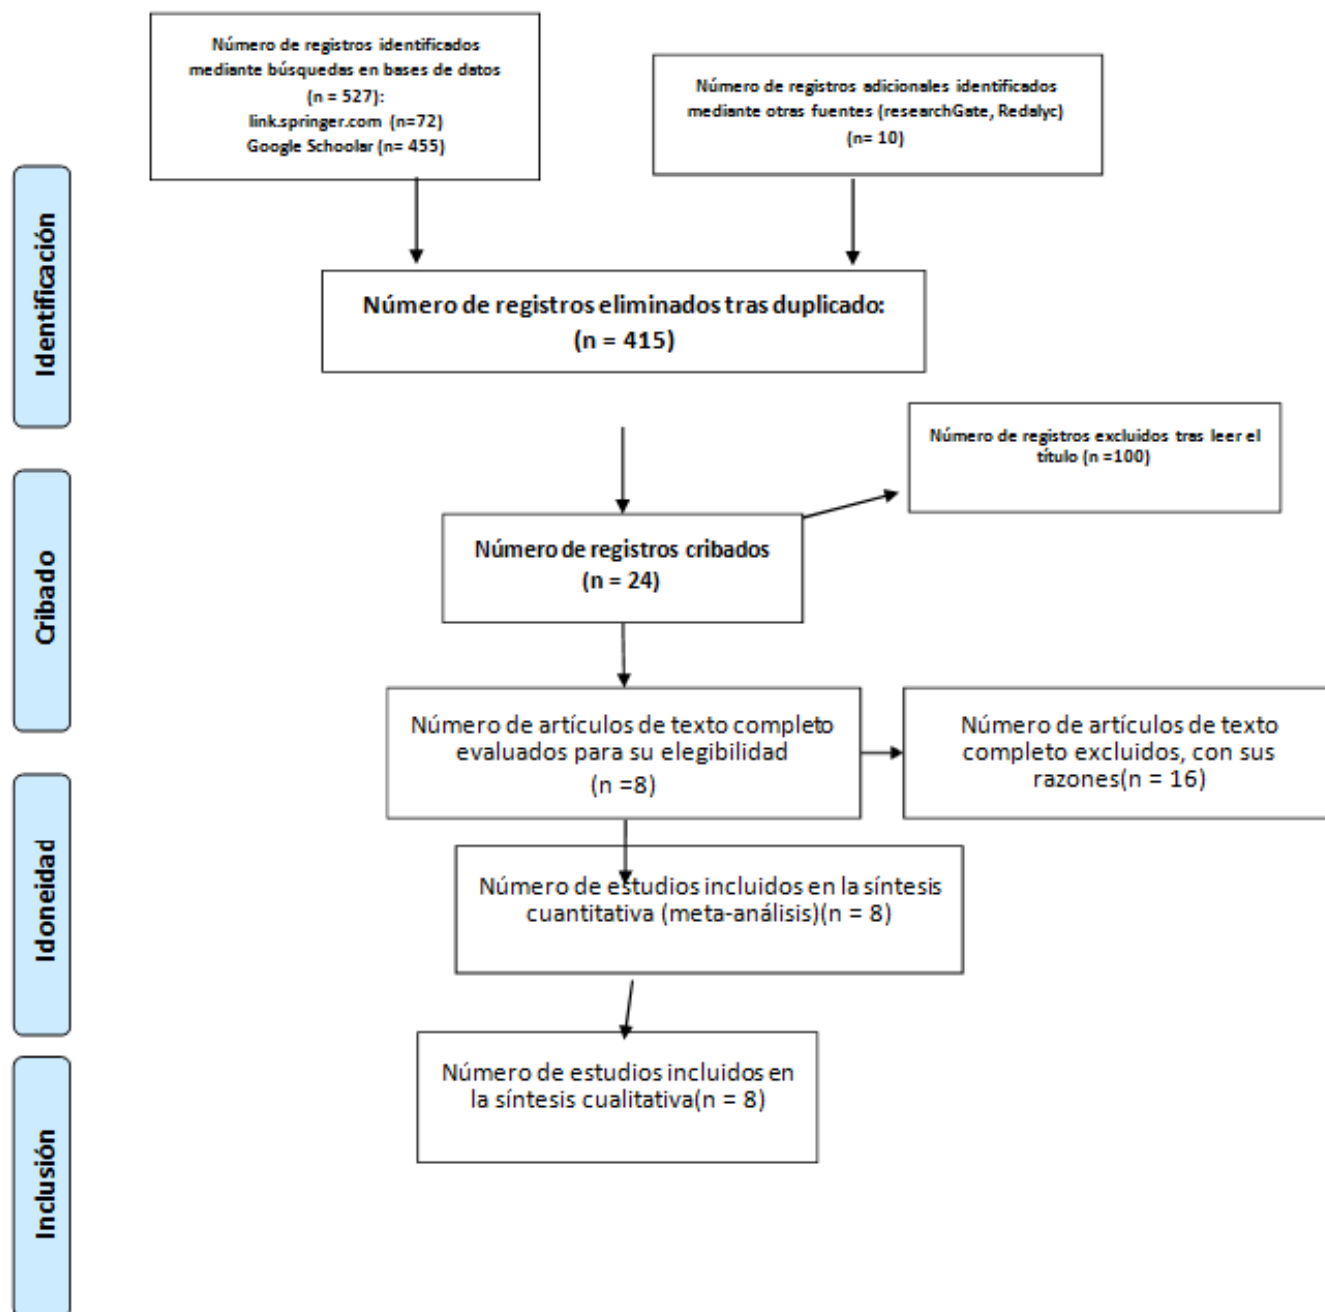 Número de registros identificados
mediante búsquedas en bases de datos
(n = 527):
link.springer.com (n=72)
Google Schoolar (n= 455)
Número de registros adicionales identificados
mediante otras fuentes (researchGate, Redalyc)
(n= 10)
Identificación
Número de registros eliminados tras duplicado:
(n = 415)
Número de registros excluidos tras leer el
título (n =100)
Cribado
Número de registros cribados
(n = 24)
Número de artículos de texto completo
evaluados para su elegibilidad
(n =8)
Número de artículos de texto
completo excluidos, con sus
razones(n = 16)
Idoneidad
Número de estudios incluidos en la síntesis
cuantitativa (meta-análisis)(n = 8)
Número de estudios incluidos en
la síntesis cualitativa(n = 8)
Inclusión